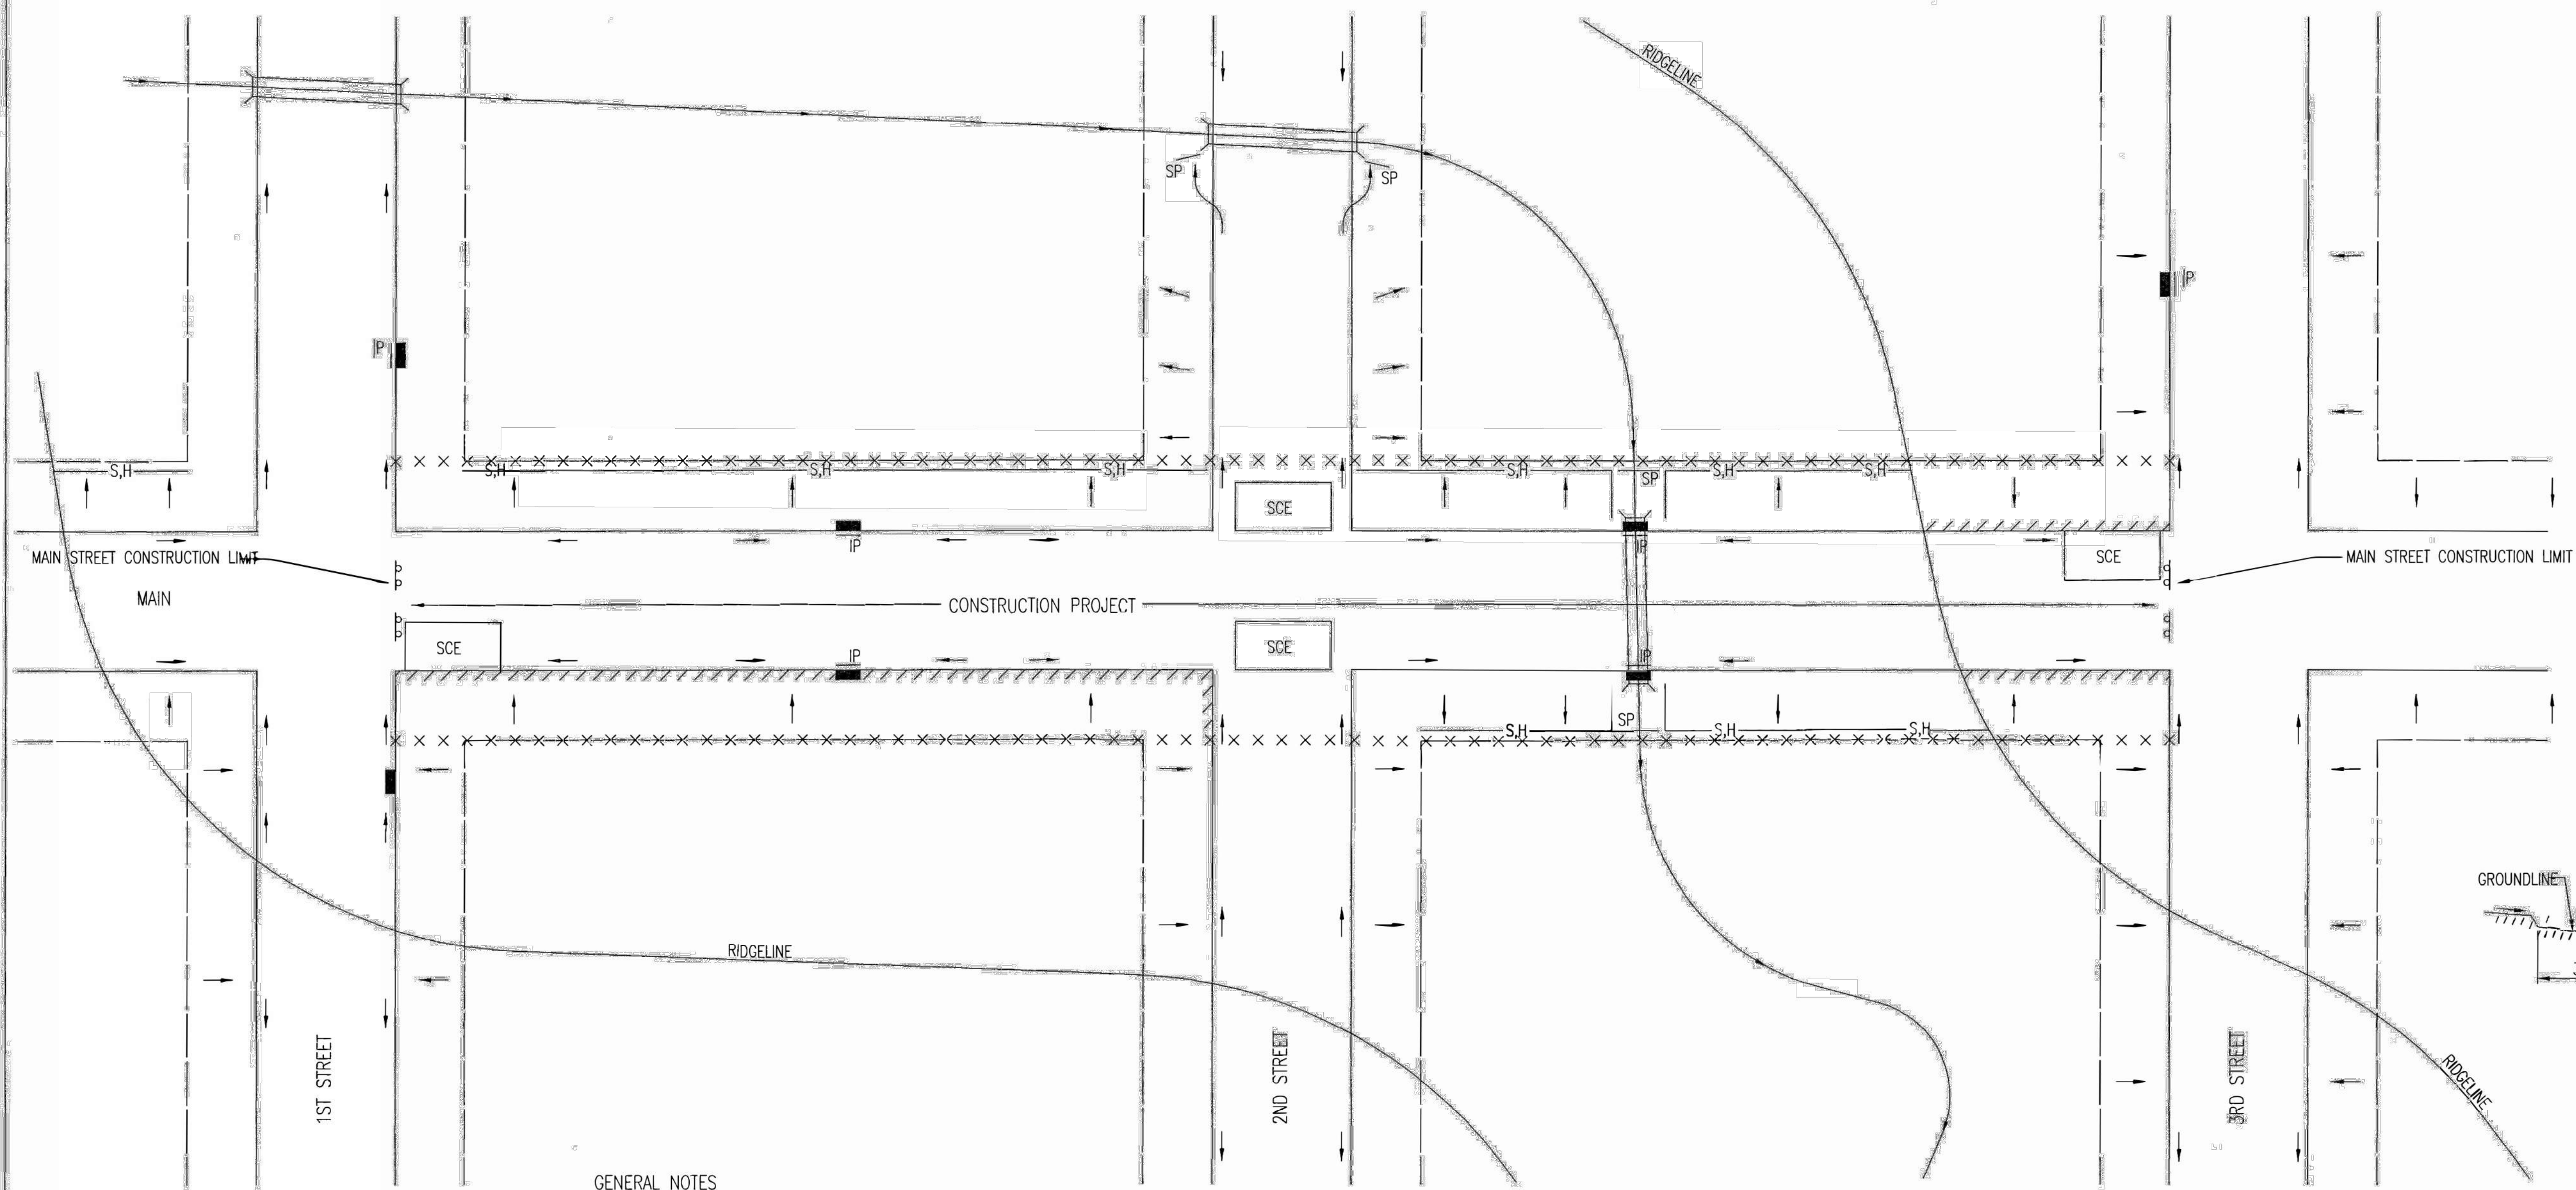 RIDGELINE
SP
SP
IP
IP
S,H
S,H
S,H
S,H
S,H
SP
S,H
S,H
SCE
IP
IP
MAIN STREET CONSTRUCTION LIMIT
SCE
MAIN STREET CONSTRUCTION LIMIT
MAIN
CONSTRUCTION PROJECT
SCE
SCE
IP
IP
S,H
SP
S,H
S,H
GROUNDLINE
RIDGELINE
1ST STREET
2ND STREET
3RD STREET
RIDGELINE
GENERAL NOTES